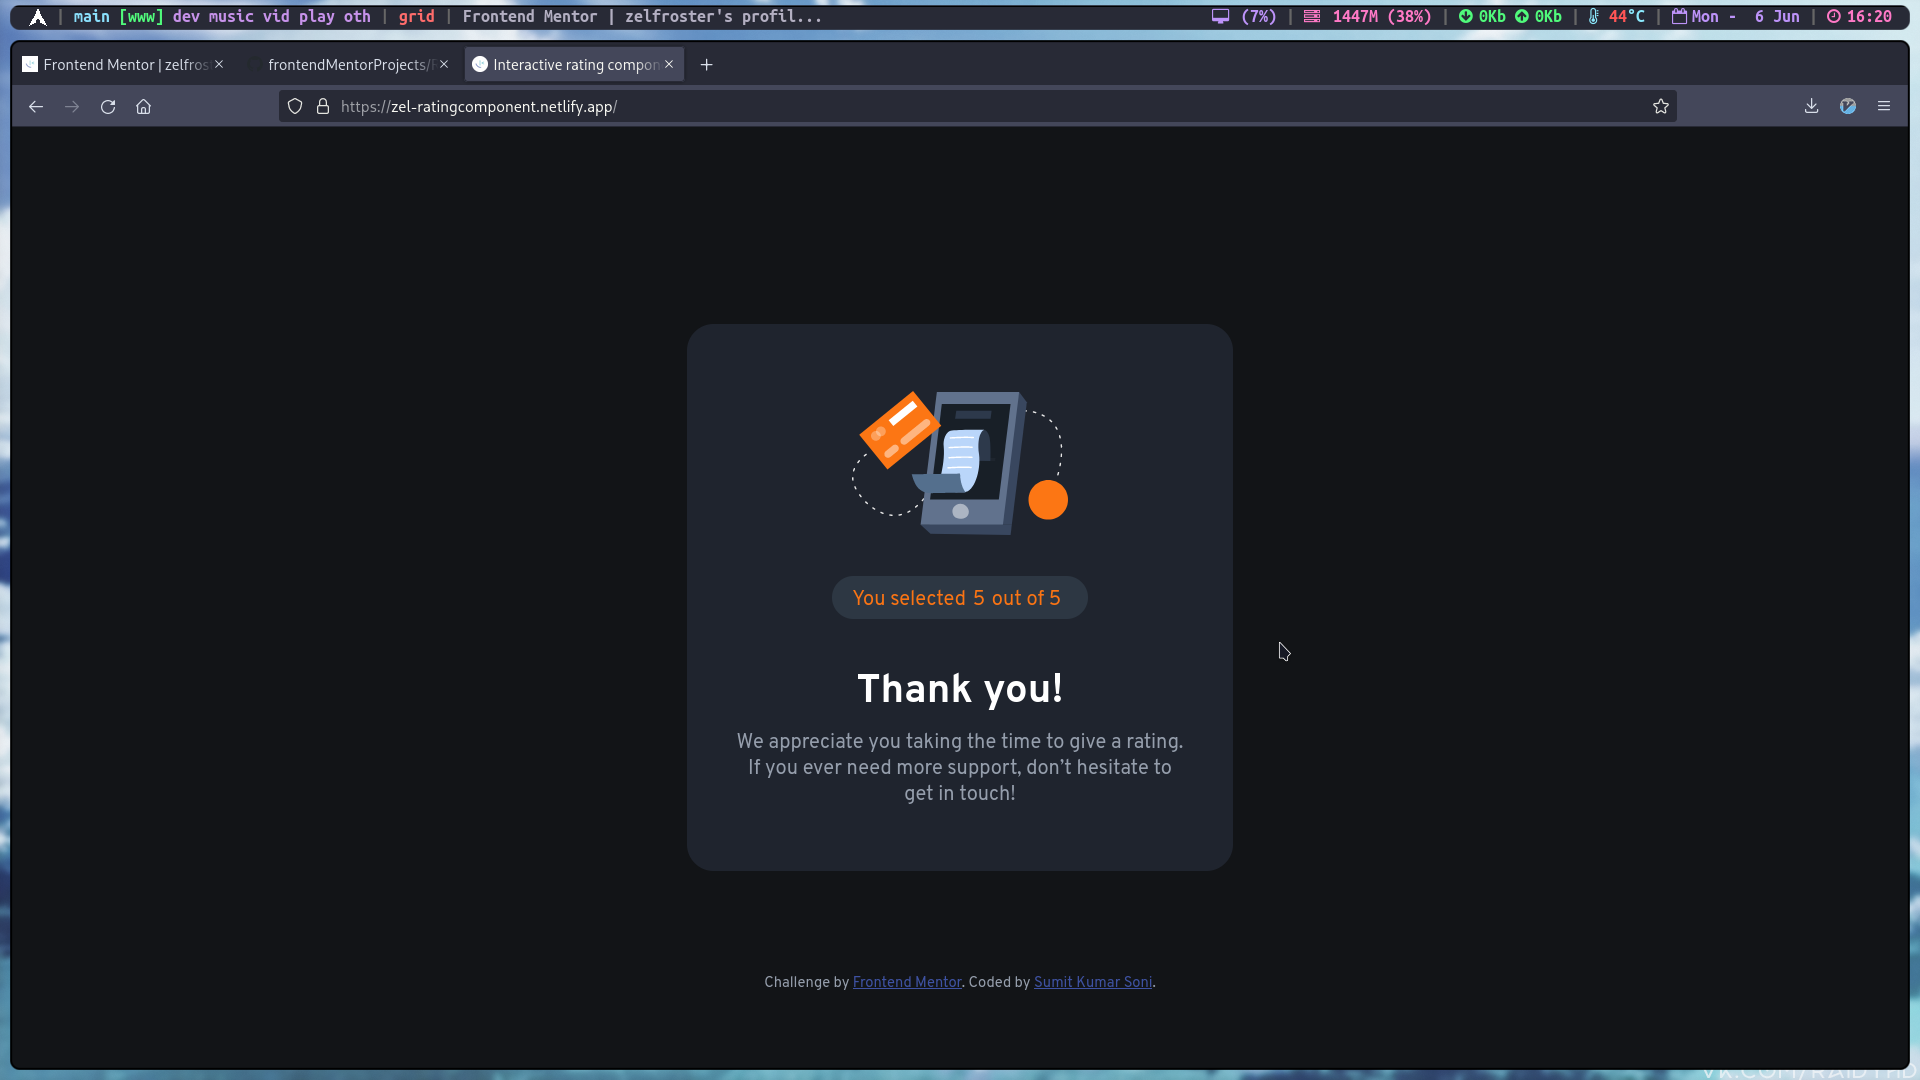 main [www] dev music vid play oth | grid | Frontend Mentor | zelfroster's profil...
(7%) | 1447M (38%) | 0Kb 0Kb | 44°C | Mon - 6 Jun | 16:20
Frontend Mentor | zelfros
frontendMentorProjects/
Interactive rating compon
https://zel-ratingcomponent.netlify.app/
You selected 5 out of 5
Thank you!
We appreciate you taking the time to give a rating.
If you ever need more support, don’t hesitate to
get in touch!
Challenge by Frontend Mentor. Coded by Sumit Kumar Soni.